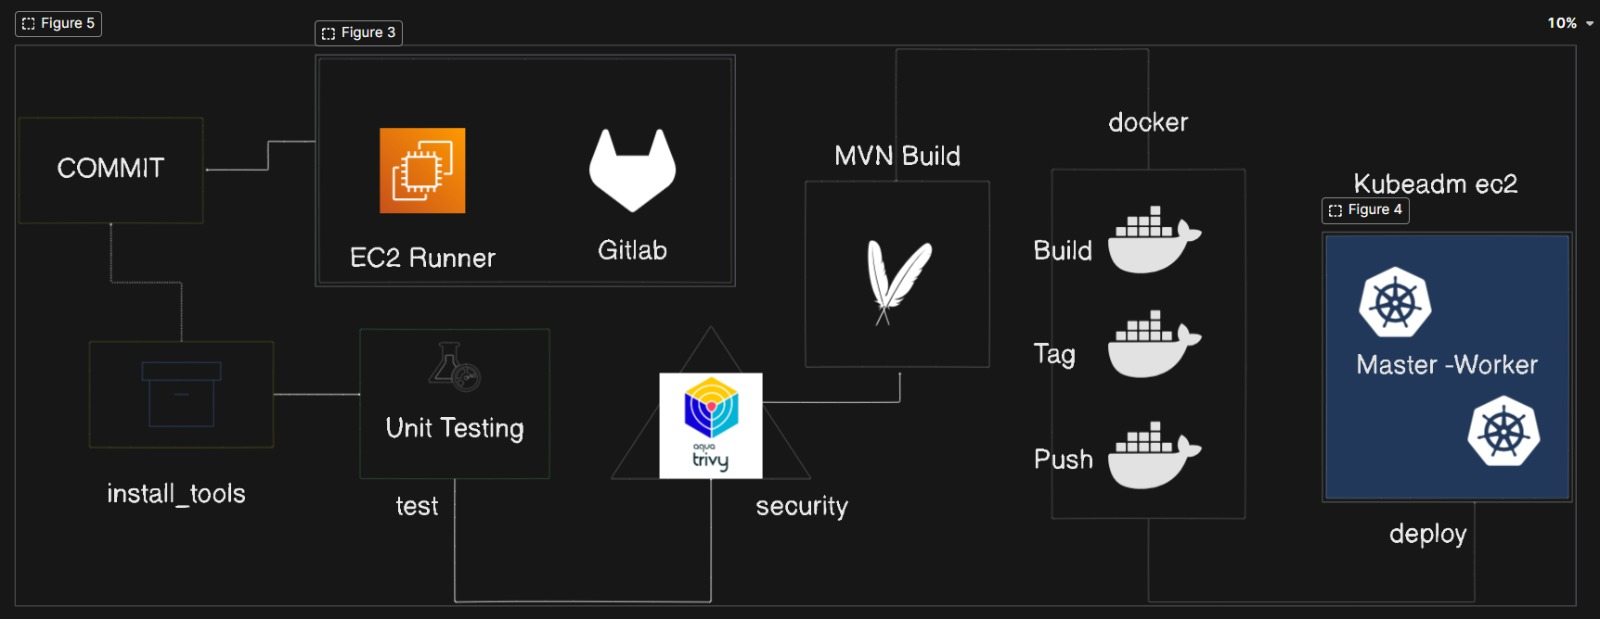 Figure 5
Figure 3
10%
COMMIT
EC2 Runner
Gitlab
MVN Build
docker
Build
Tag
Push
Kubeadm ec2
Figure 4
Master -Worker
deploy
install_tools
Unit Testing
test
aqua
trivy
security